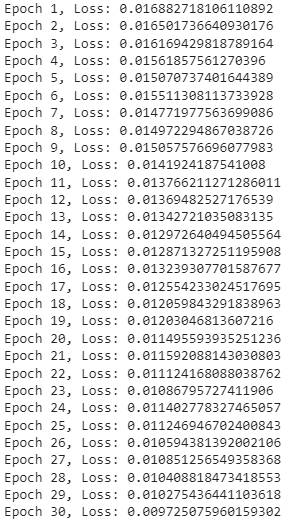 Epoch 1, Loss: 0.016882718106110892
Epoch 2, Loss: 0.016501736640930176
Epoch 3, Loss: 0.016169429818789164
Epoch 4, Loss: 0.01561857561270396
Epoch 5, Loss: 0.015070737401644389
Epoch 6, Loss: 0.015511308113733928
Epoch 7, Loss: 0.014771977563699086
Epoch 8, Loss: 0.014972294867038726
Epoch 9, Loss: 0.015057576696077983
Epoch 10, Loss: 0.0141924187541008
Epoch 11, Loss: 0.013766211271286011
Epoch 12, Loss: 0.01369482527176539
Epoch 13, Loss: 0.01342721035083135
Epoch 14, Loss: 0.012972640494505564
Epoch 15, Loss: 0.012871327251195908
Epoch 16, Loss: 0.013239307701587677
Epoch 17, Loss: 0.012554233024517695
Epoch 18, Loss: 0.012059843291838963
Epoch 19, Loss: 0.01203046813607216
Epoch 20, Loss: 0.011495593935251236
Epoch 21, Loss: 0.011592088143030803
Epoch 22, Loss: 0.011124168088038762
Epoch 23, Loss: 0.01086795727411906
Epoch 24, Loss: 0.011402778327465057
Epoch 25, Loss: 0.011246946702400843
Epoch 26, Loss: 0.010594381392002106
Epoch 27, Loss: 0.010851256549358368
Epoch 28, Loss: 0.010408818473418553
Epoch 29, Loss: 0.010275436441103618
Epoch 30, Loss: 0.009725075960159302